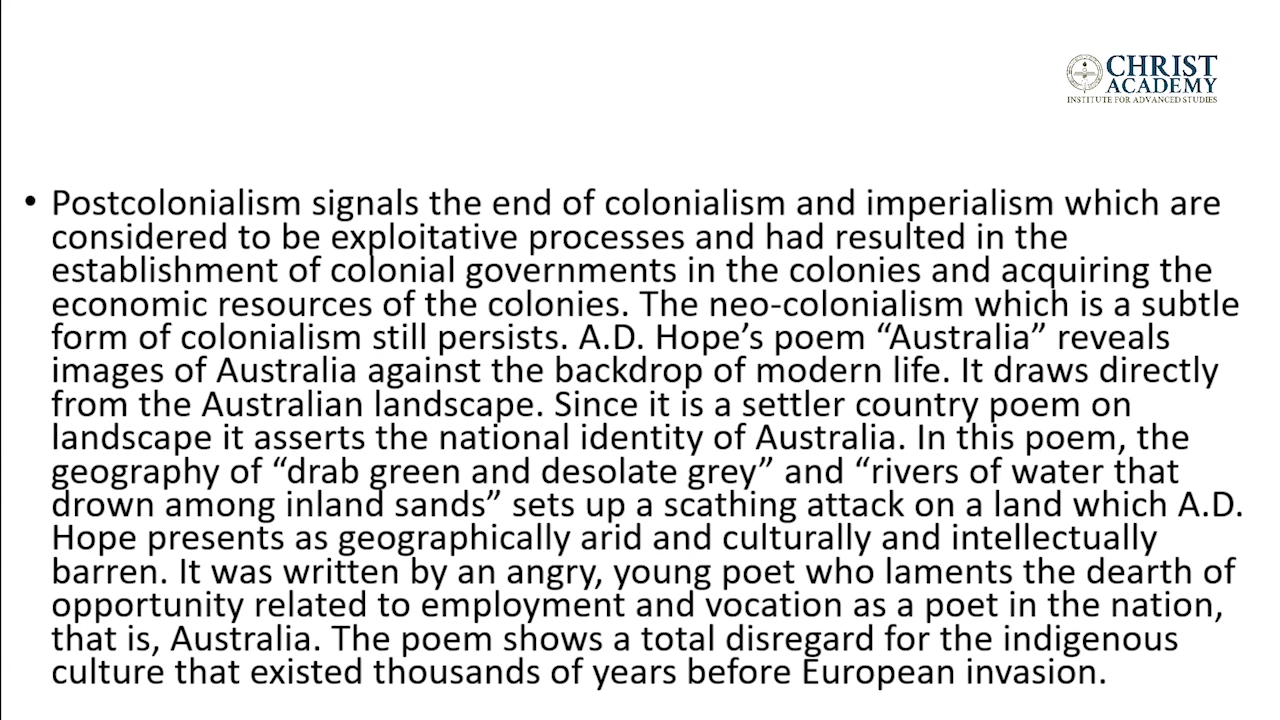 CHRIST
ACADEMY
INSTITUTE FOR ADVANCED STUDIES
• Postcolonialism signals the end of colonialism and imperialism which are
considered to be exploitative processes and had resulted in the
establishment of colonial governments in the colonies and acquiring the
economic resources of the colonies. The neo-colonialism which is a subtle
form of colonialism still persists. A.D. Hope’s poem “Australia” reveals
images of Australia against the backdrop of modern life. It draws directly
from the Australian landscape. Since it is a settler country poem on
landscape it asserts the national identity of Australia. In this poem, the
geography of “drab green and desolate grey” and “rivers of water that
drown among inland sands” sets up a scathing attack on a land which A.D.
Hope presents as geographically arid and culturally and intellectually
barren. It was written by an angry, young poet who laments the dearth of
opportunity related to employment and vocation as a poet in the nation,
that is, Australia. The poem shows a total disregard for the indigenous
culture that existed thousands of years before European invasion.